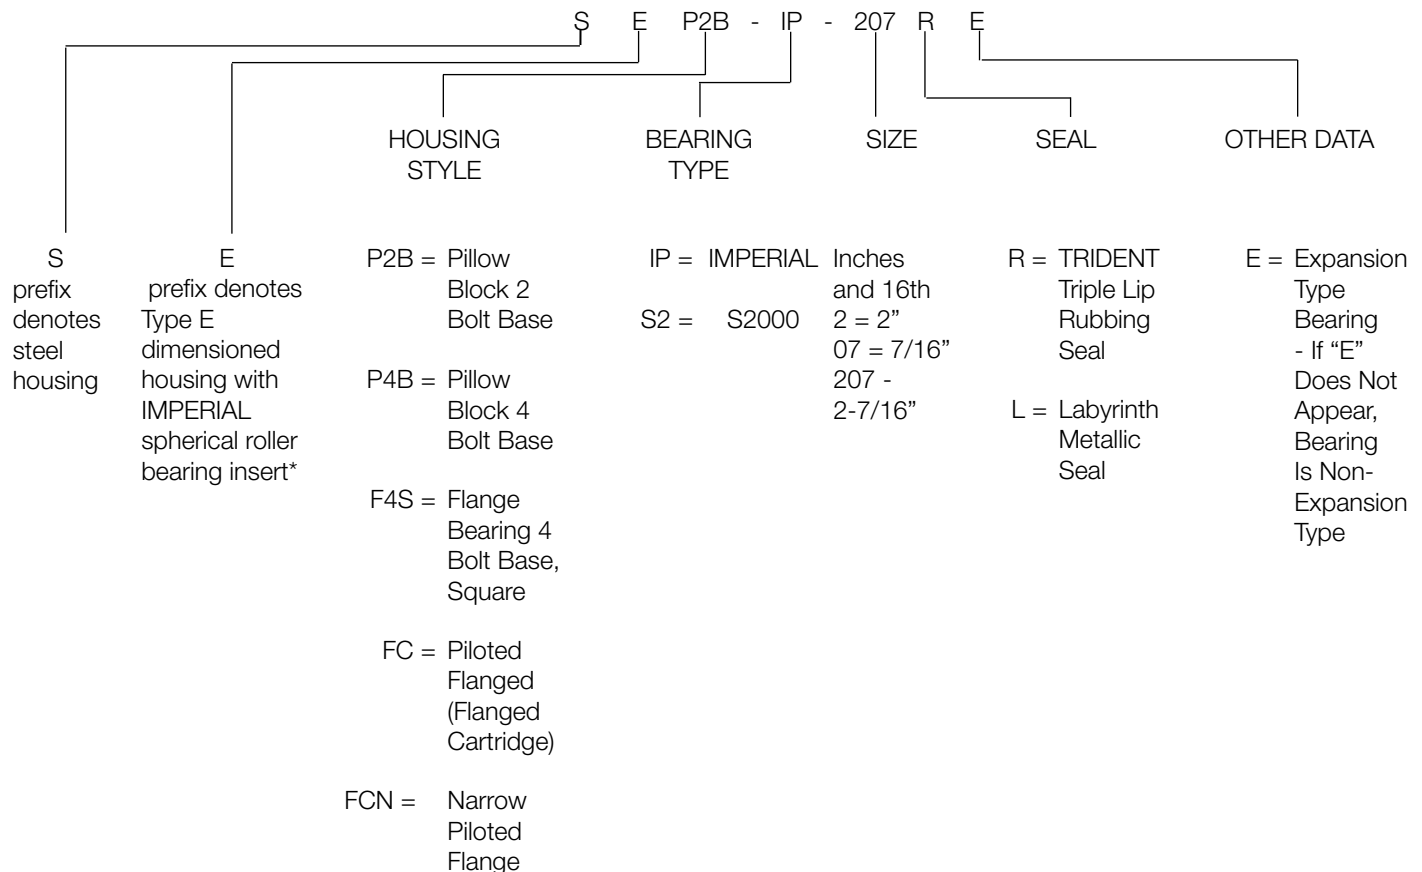 S E P2B - IP - 207 R E
HOUSING
STYLE
BEARING
TYPE
SIZE
SEAL
OTHER DATA
S
prefix
denotes
steel
housing
E
prefix denotes
Type E
dimensioned
housing with
IMPERIAL
spherical roller
bearing insert*
P2B = Pillow
Block 2
Bolt Base
P4B = Pillow
Block 4
Bolt Base
F4S = Flange
Bearing 4
Bolt Base,
Square
FC = Piloted
Flanged
(Flanged
Cartridge)
FCN = Narrow
Piloted
Flange
IP = IMPERIAL
S2 = S2000
Inches
and 16th
2 = 2”
07 = 7/16”
207 -
2-7/16”
R = TRIDENT
Triple Lip
Rubbing
Seal
L = Labyrinth
Metallic
Seal
E = Expansion
Type
Bearing
- If “E”
Does Not
Appear,
Bearing
Is Non-
Expansion
Type